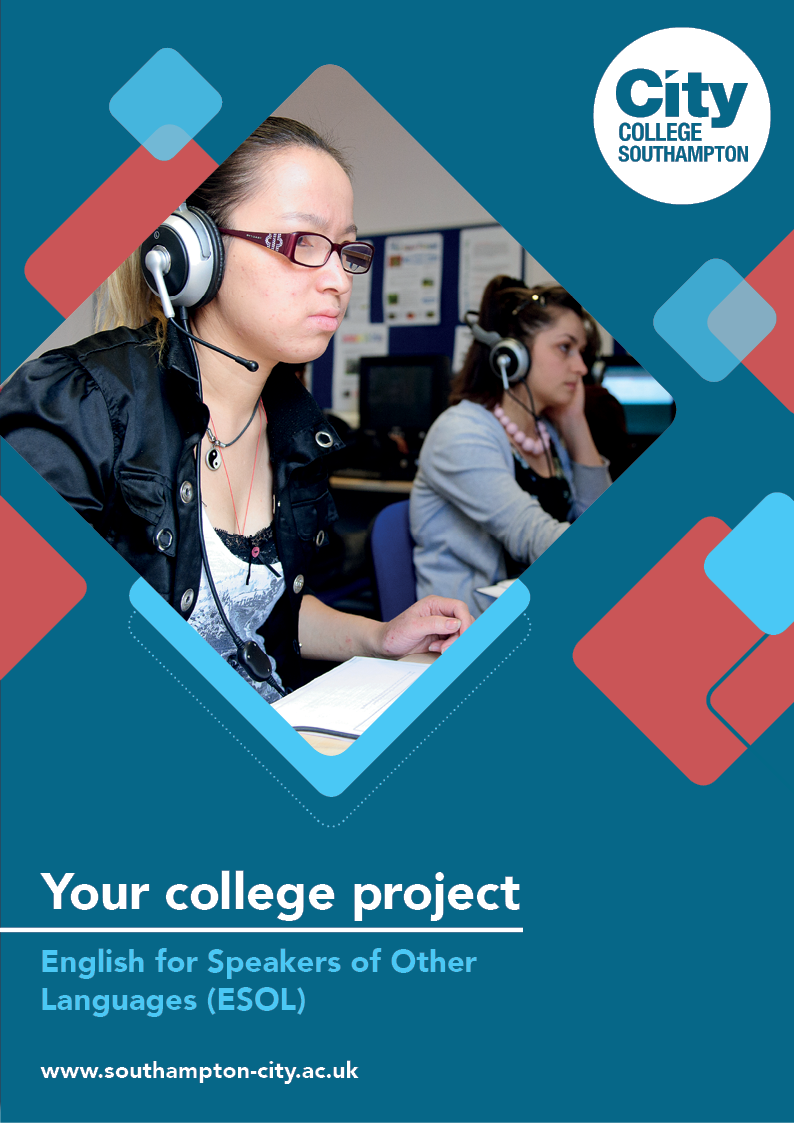 City
COLLEGE
SOUTHAMPTON
Your college project
English for Speakers of Other
Languages (ESOL)
www.southampton-city.ac.uk